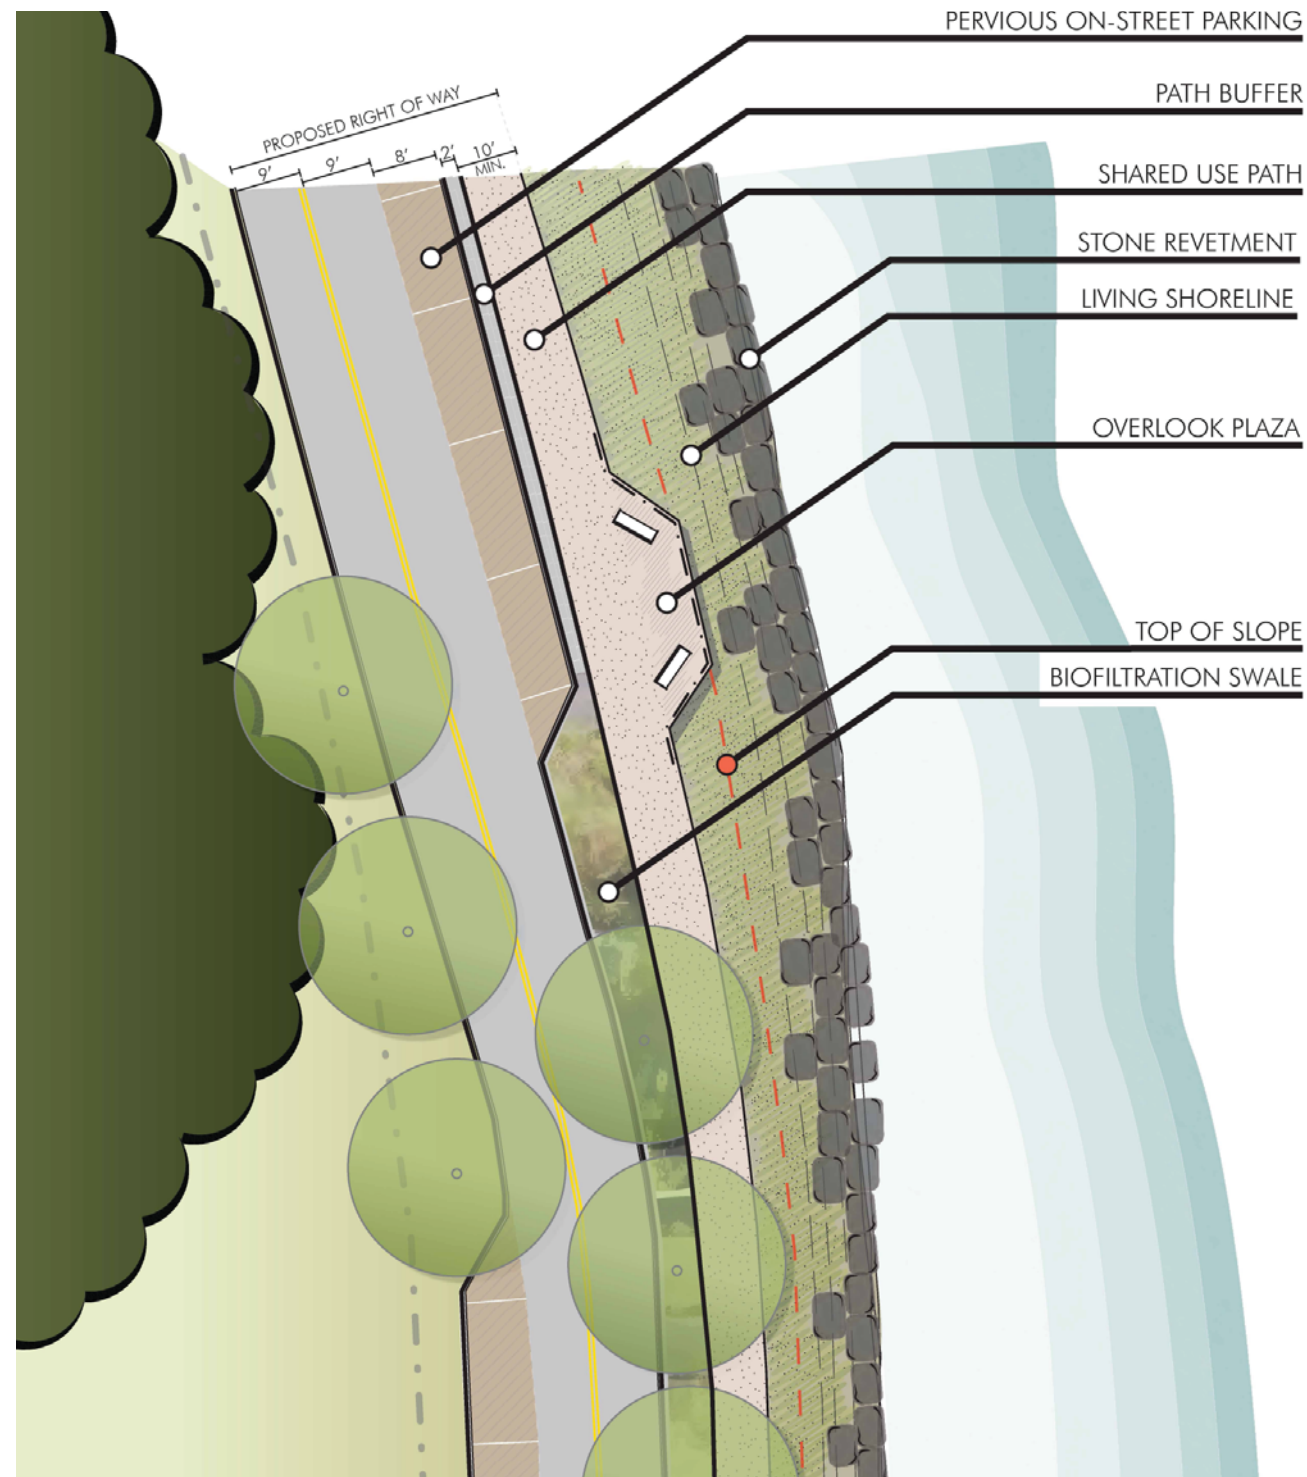 PERVIOUS ON-STREET PARKING
PATH BUFFER
PROPOSED RIGHT OF WAY
9' 9' 8' 2' 10'
MIN.
SHARED USE PATH
STONE REVETMENT
LIVING SHORELINE
OVERLOOK PLAZA
TOP OF SLOPE
BIOFILTRATION SWALE